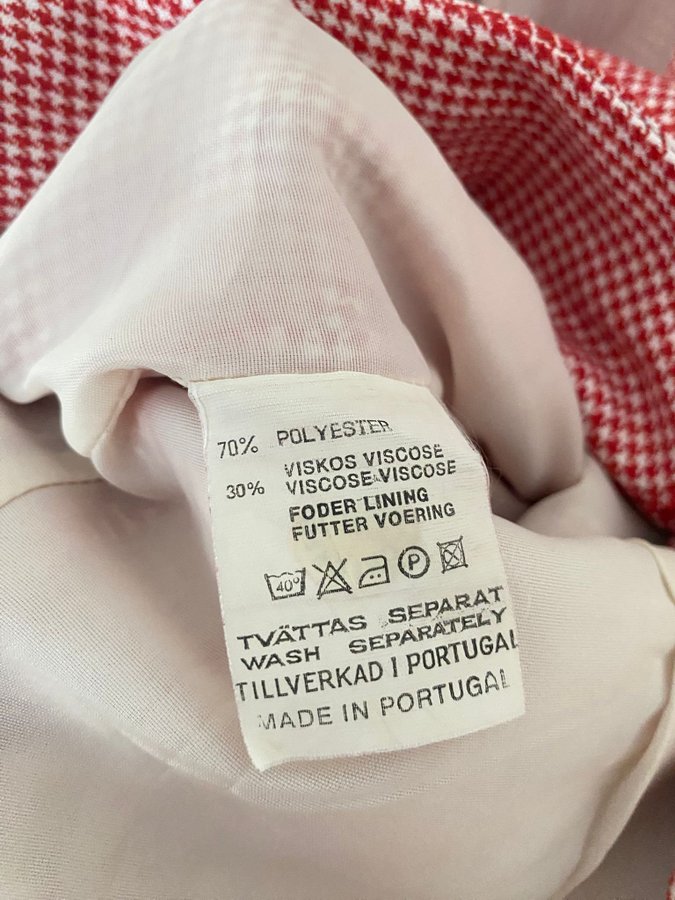 70% POLYESTER
VISKOS VISCOSE
30% VISCOSE-VISCOSE
FODER LINING
FUTTER VOERING
40° P
TVÄTTAS SEPARAT
WASH SEPARATELY
TILLVERKAD I PORTUGAL
MADE IN PORTUGAL